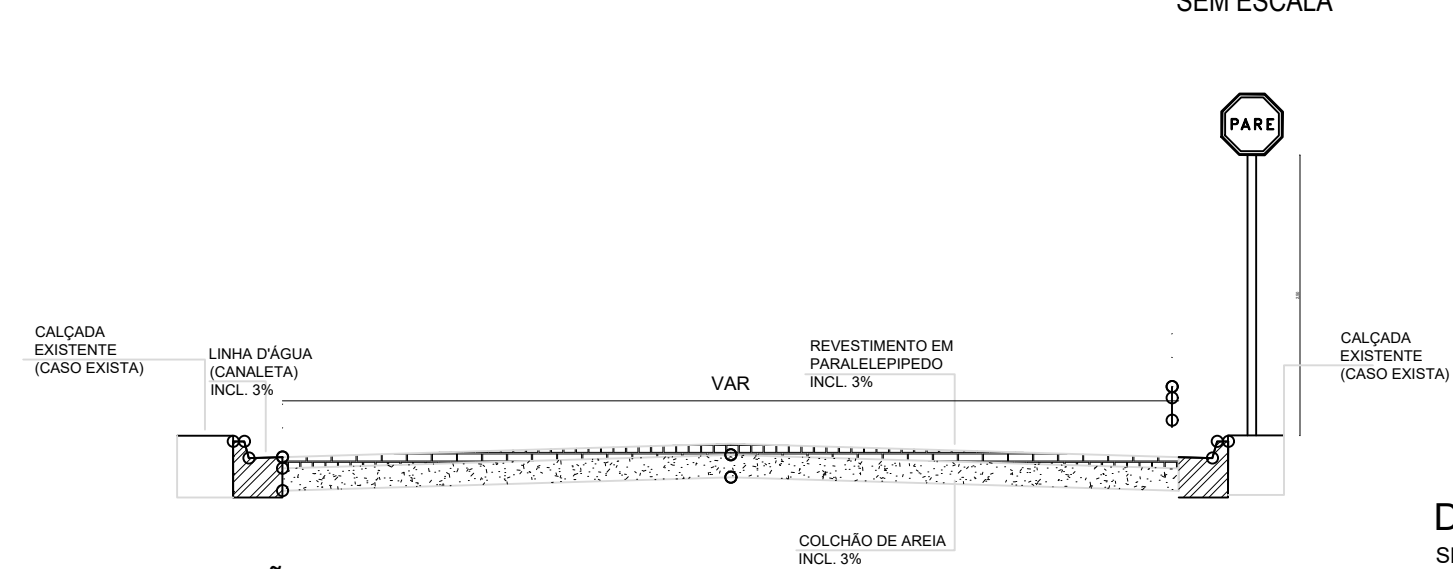 SEM ESCALA
PARE
CALÇADA
EXISTENTE
(CASO EXISTA)
LINHA D'ÁGUA
(CANALETA)
INCL. 3%
VAR
REVESTIMENTO EM
PARALELEPIPEDO
INCL. 3%
CALÇADA
EXISTENTE
(CASO EXISTA)
COLCHÃO DE AREIA
INCL. 3%